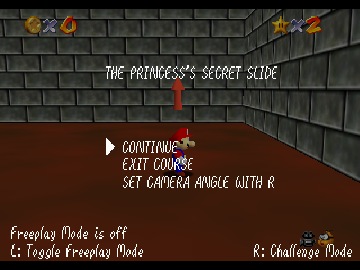 ×0 ×2
THE PRINCESS'S SECRET SLIDE
CONTINUE
EXIT COURSE
SET CAMERA ANGLE WITH R
Freeplay Mode is off
L: Toggle Freeplay Mode R: Challenge Mode